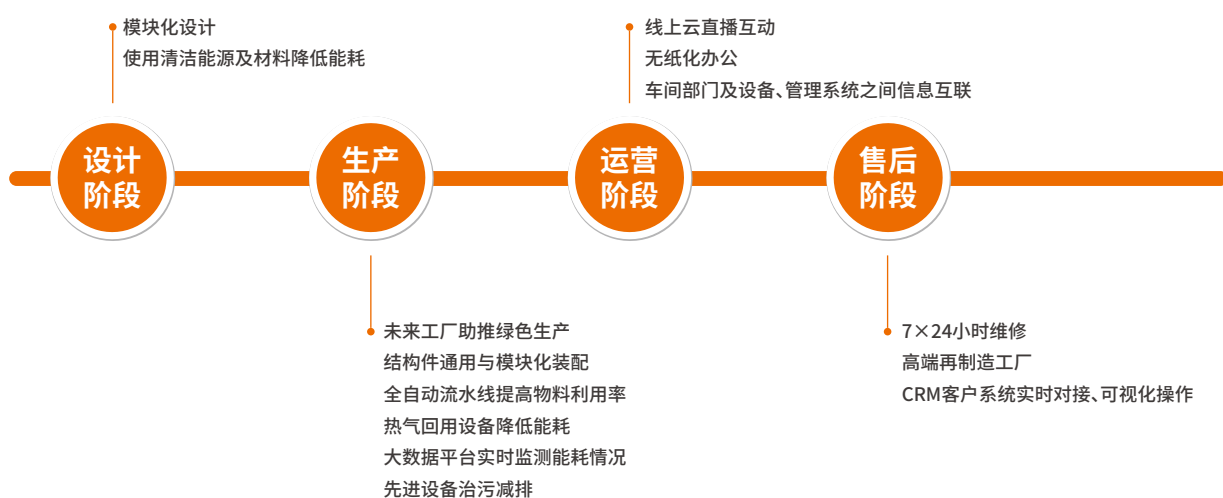 模块化设计
使用清洁能源及材料降低能耗
线上云直播互动
无纸化办公
车间部门及设备、管理系统之间信息互联
设计
阶段
生产
阶段
运营
阶段
售后
阶段
未来工厂助推绿色生产
结构件通用与模块化装配
全自动流水线提高物料利用率
热气回用设备降低能耗
大数据平台实时监测能耗情况
先进设备治污减排
7×24小时维修
高端再制造工厂
CRM客户系统实时对接、可视化操作